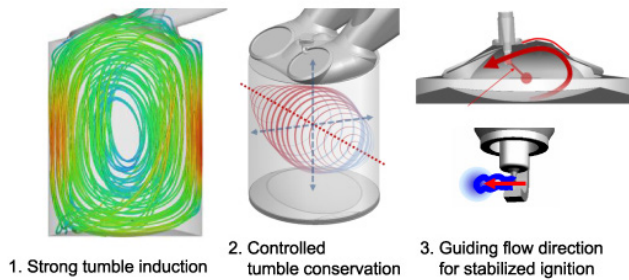 1. Strong tumble induction
2. Controlled
tumble conservation
3. Guiding flow direction
for stabilized ignition